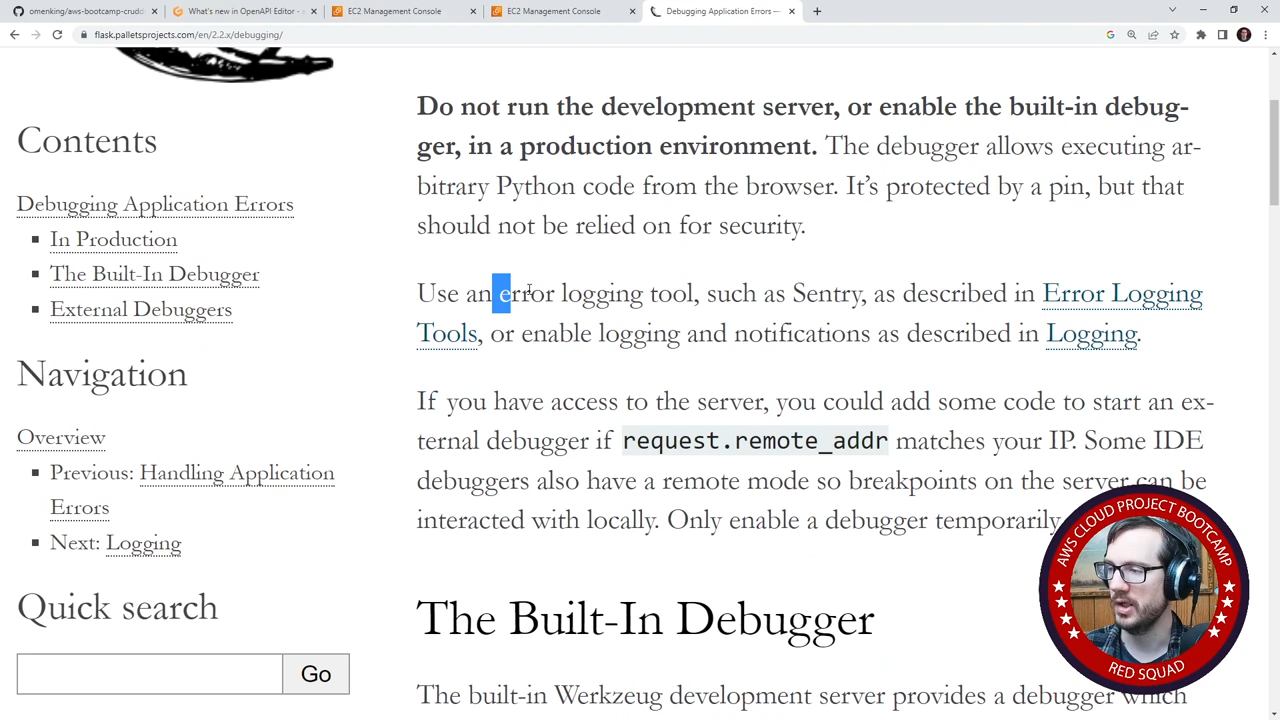 omenking/aws-bootcamp-crudd
What's new in OpenAPI Editor -
EC2 Management Console
EC2 Management Console
Debugging Application Errors —
flask.palletsprojects.com/en/2.2.x/debugging/
Contents
Debugging Application Errors
In Production
The Built-In Debugger
External Debuggers
Navigation
Overview
Previous: Handling Application
Errors
Next: Logging
Quick search
Go
Do not run the development server, or enable the built-in debug-
ger, in a production environment. The debugger allows executing ar-
bitrary Python code from the browser. It’s protected by a pin, but that
should not be relied on for security.
Use an error logging tool, such as Sentry, as described in Error Logging
Tools, or enable logging and notifications as described in Logging.
If you have access to the server, you could add some code to start an ex-
ternal debugger if request.remote_addr matches your IP. Some IDE
debuggers also have a remote mode so breakpoints on the server can be
interacted with locally. Only enable a debugger temporarily.
The Built-In Debugger
The built-in Werkzeug development server provides a debugger which
AWS CLOUD PROJECT BOOTCAMP
RED SQUAD